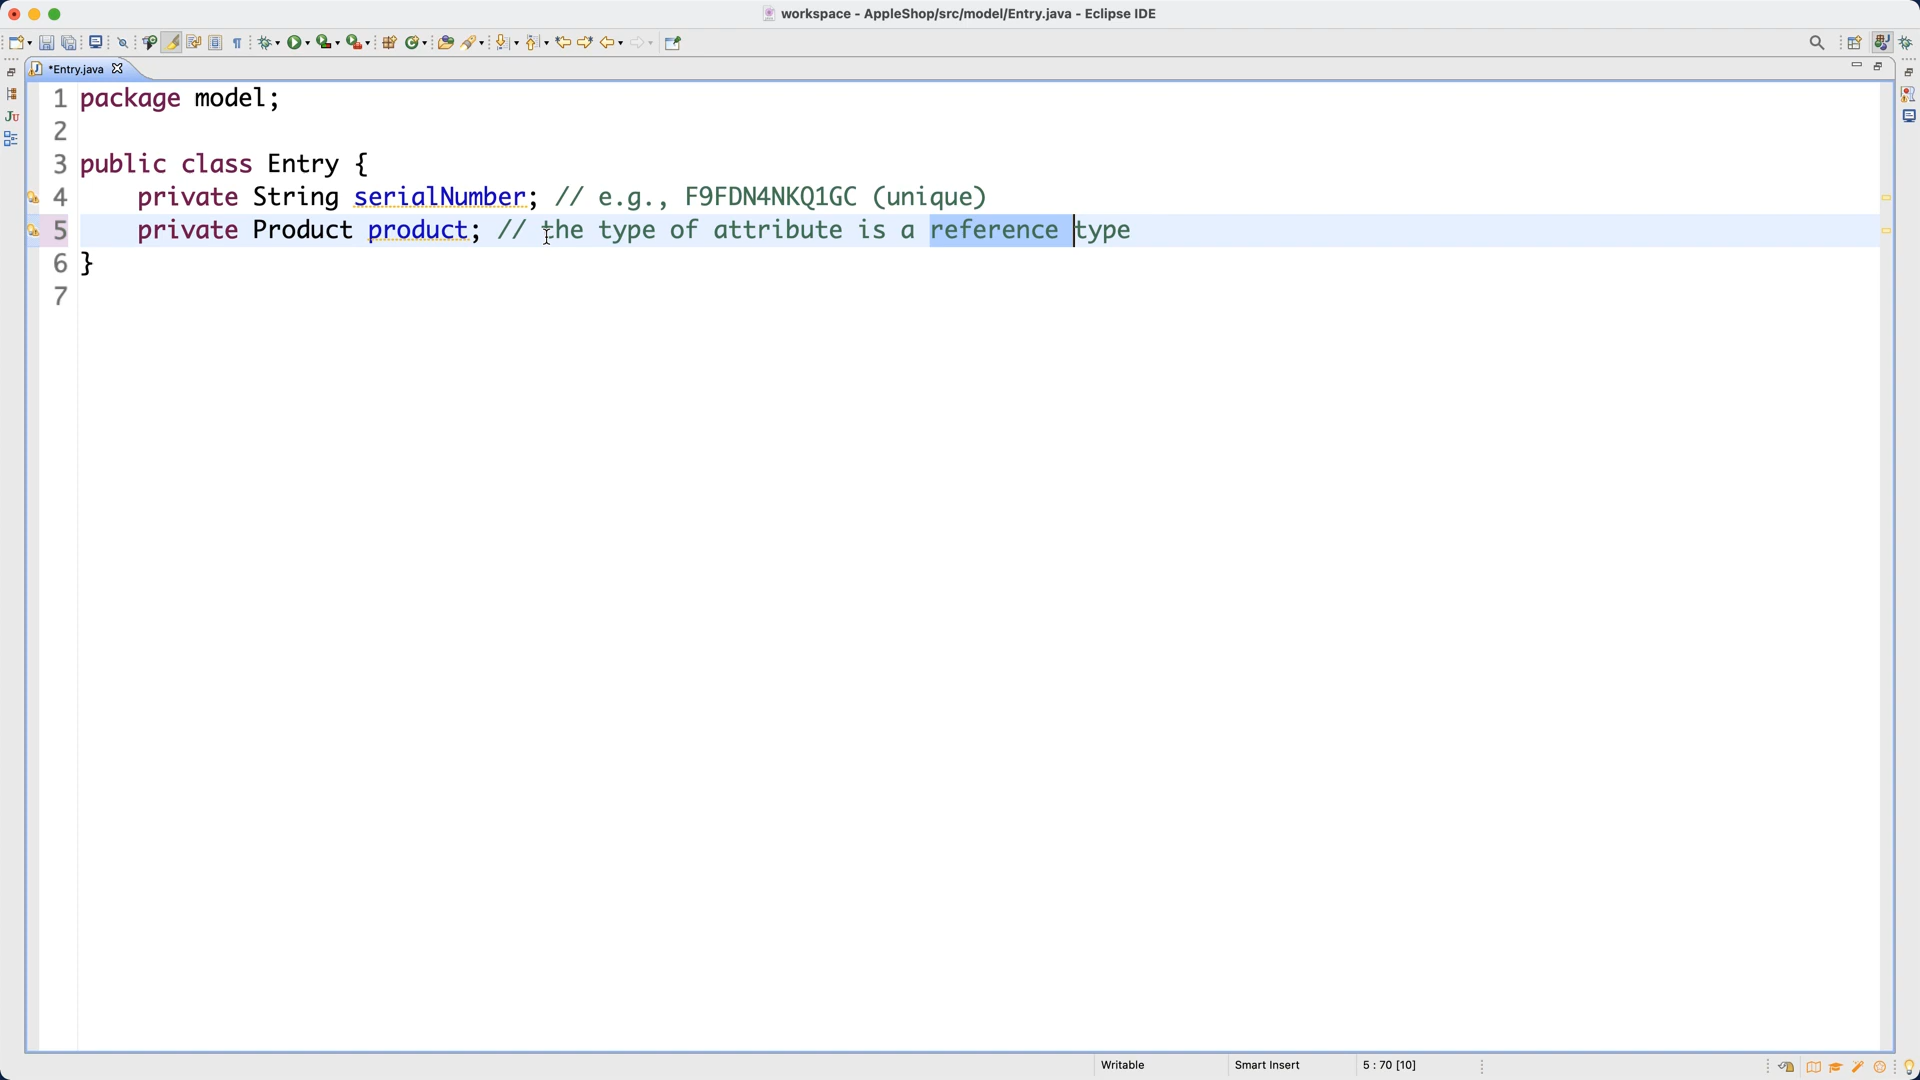 workspace - AppleShop/src/model/Entry.java - Eclipse IDE
*Entry.java
1 package model;
2
3 public class Entry {
4 private String serialNumber; // e.g., F9FDN4NKQ1GC (unique)
5 private Product product; // the type of attribute is a reference type
6 }
7
Writable
Smart Insert
5 : 70 [10]